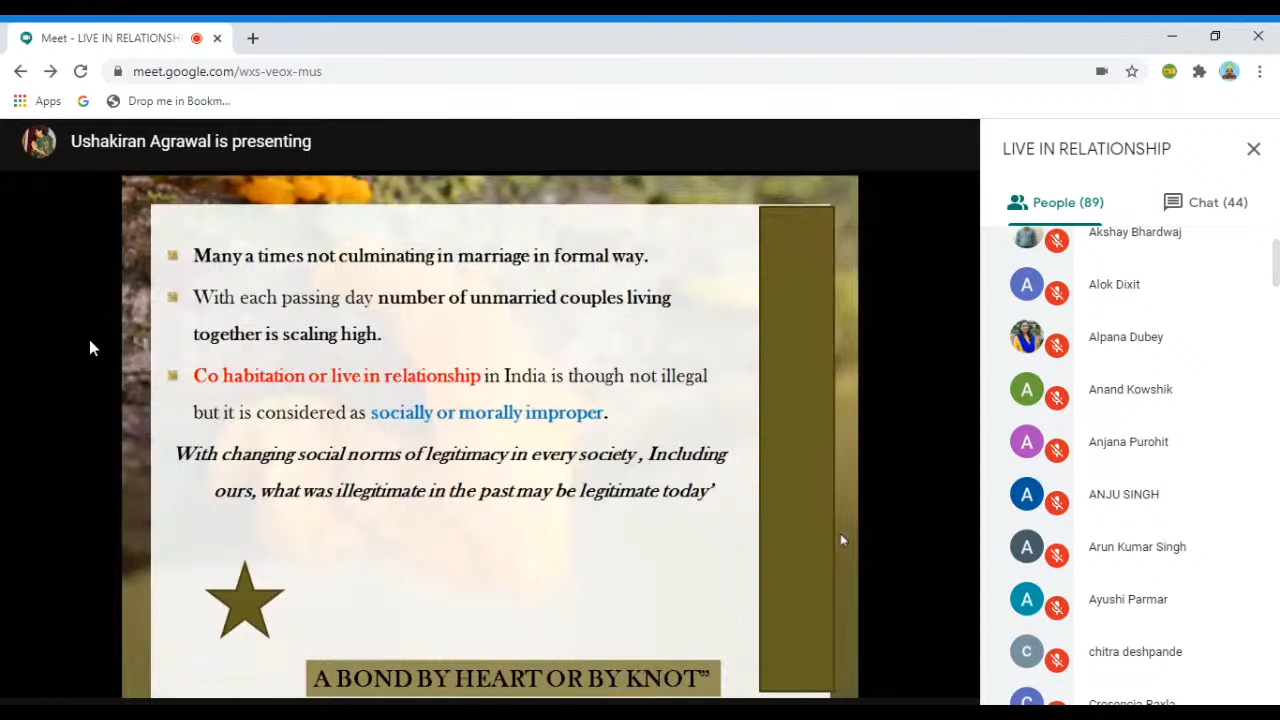 Meet - LIVE IN RELATIONSH
meet.google.com/wxs-veox-mus
Apps
Drop me in Bookm...
Ushakiran Agrawal is presenting
Many a times not culminating in marriage in formal way.
With each passing day number of unmarried couples living
together is scaling high.
Co habitation or live in relationship in India is though not illegal
but it is considered as socially or morally improper.
With changing social norms of legitimacy in every society , Including
ours, what was illegitimate in the past may be legitimate today'
A BOND BY HEART OR BY KNOT”
LIVE IN RELATIONSHIP
People (89)
Chat (44)
Akshay Bhardwaj
A Alok Dixit
Alpana Dubey
A Anand Kowshik
A Anjana Purohit
A ANJU SINGH
A Arun Kumar Singh
A Ayushi Parmar
c chitra deshpande